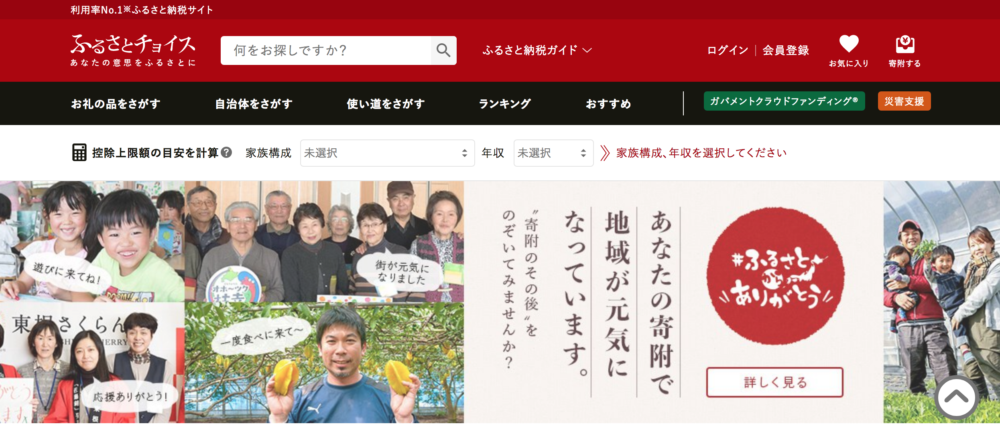 利用率No.1※ふるさと納税サイト
ふるさとチョイス
あなたの意思をふるさとに
何をお探しですか?
ふるさと納税ガイド
ログイン
会員登録
お気に入り
寄附する
お礼の品をさがす
自治体をさがす
使い道をさがす
ランキング
おすすめ
ガバメントクラウドファンディング®
災害支援
控除上限額の目安を計算
?
家族構成
未選択
年収
未選択
家族構成、年収を選択してください
遊びに来てね!
街が元気に
なりました
オホーツク
東根さくらん
HERRY
応援ありがとう!
一度食べに来て〜
あなたの寄附で
地域が元気に
なっています。
〝寄附のその後〟を
のぞいてみませんか?
#ふるさと
から
ありがとう
詳しく見る